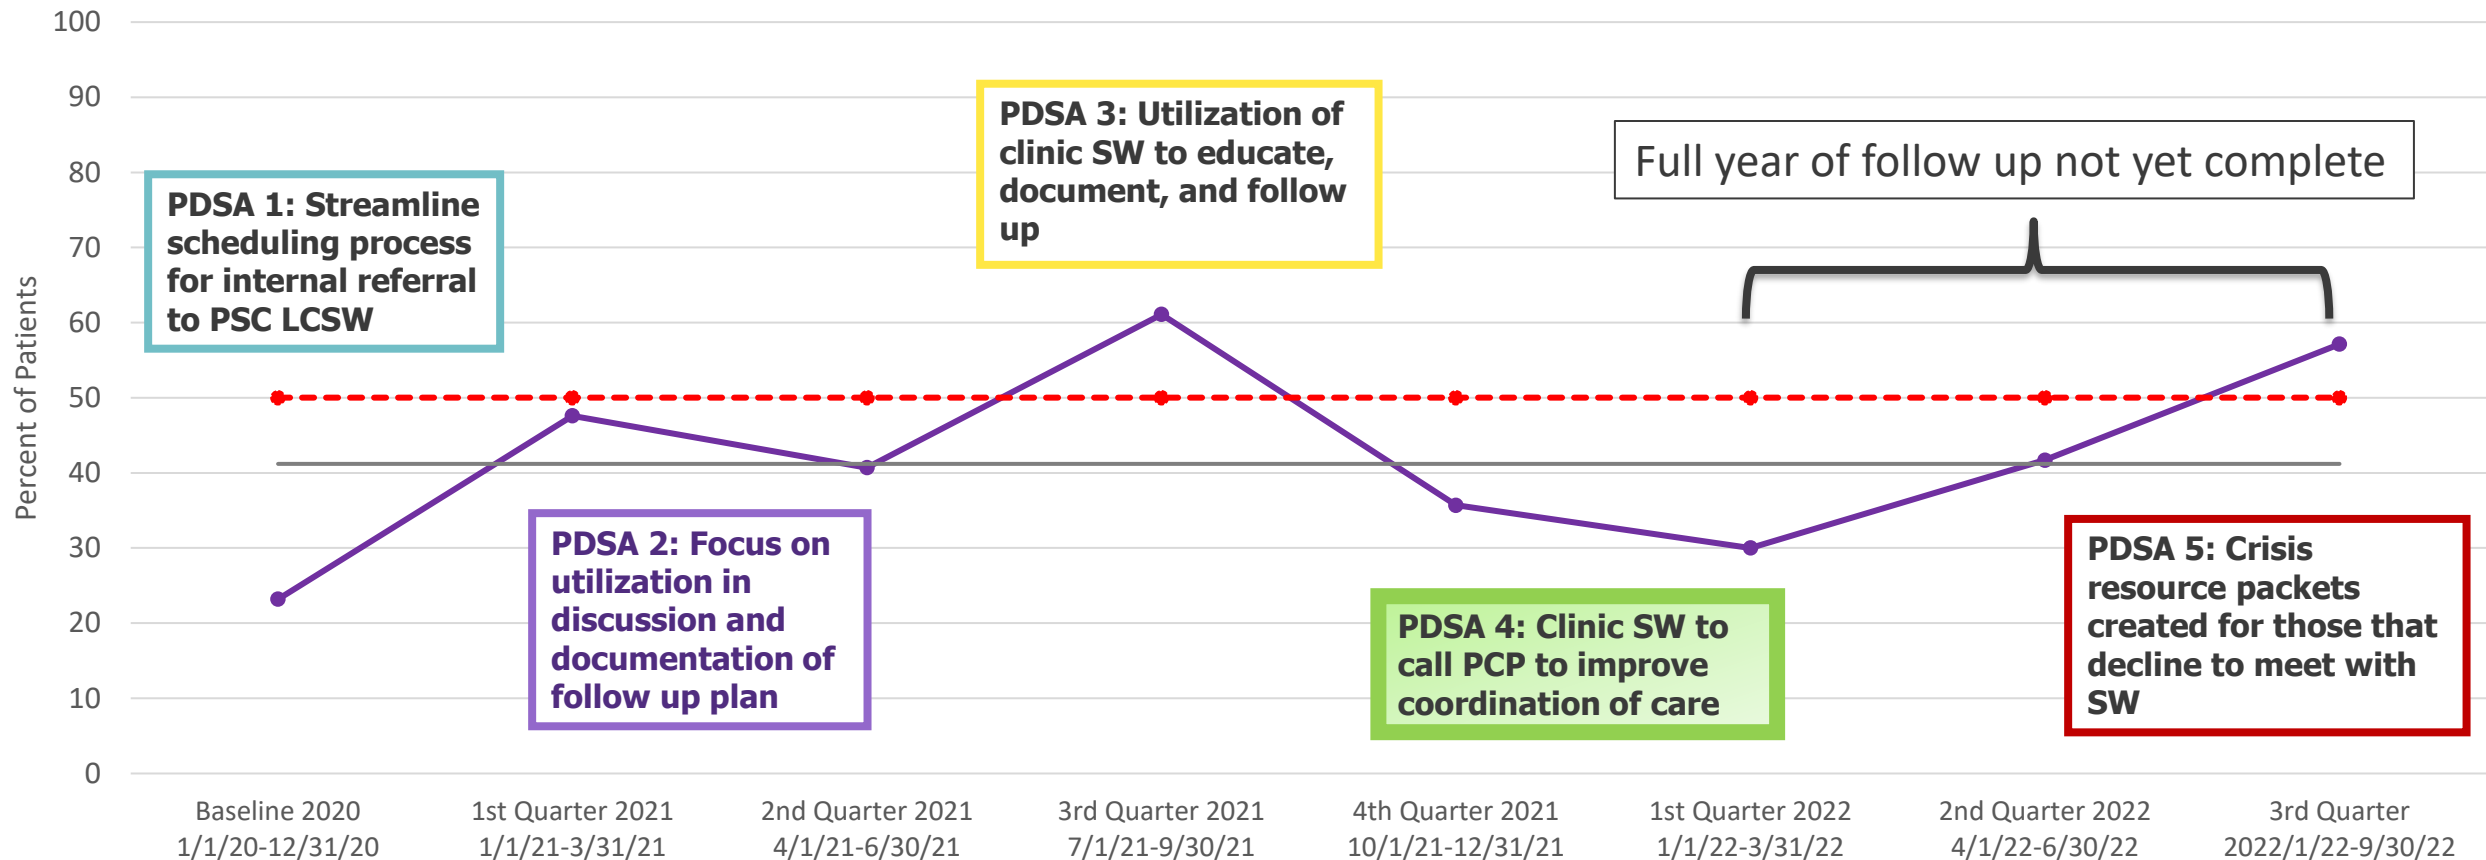 100
90
80
70
60
50
40
30
20
10
0
Percent of Patients
PDSA 1: Streamline
scheduling process
for internal referral
to PSC LCSW
PDSA 2: Focus on
utilization in
discussion and
documentation of
follow up plan
PDSA 3: Utilization of
clinic SW to educate,
document, and follow
up
Full year of follow up not yet complete
PDSA 4: Clinic SW to
call PCP to improve
coordination of care
PDSA 5: Crisis
resource packets
created for those that
decline to meet with
SW
Baseline 2020
1/1/20-12/31/20
1st Quarter 2021
1/1/21-3/31/21
2nd Quarter 2021
4/1/21-6/30/21
3rd Quarter 2021
7/1/21-9/30/21
4th Quarter 2021
10/1/21-12/31/21
1st Quarter 2022
1/1/22-3/31/22
2nd Quarter 2022
4/1/22-6/30/22
3rd Quarter
2022/1/22-9/30/22